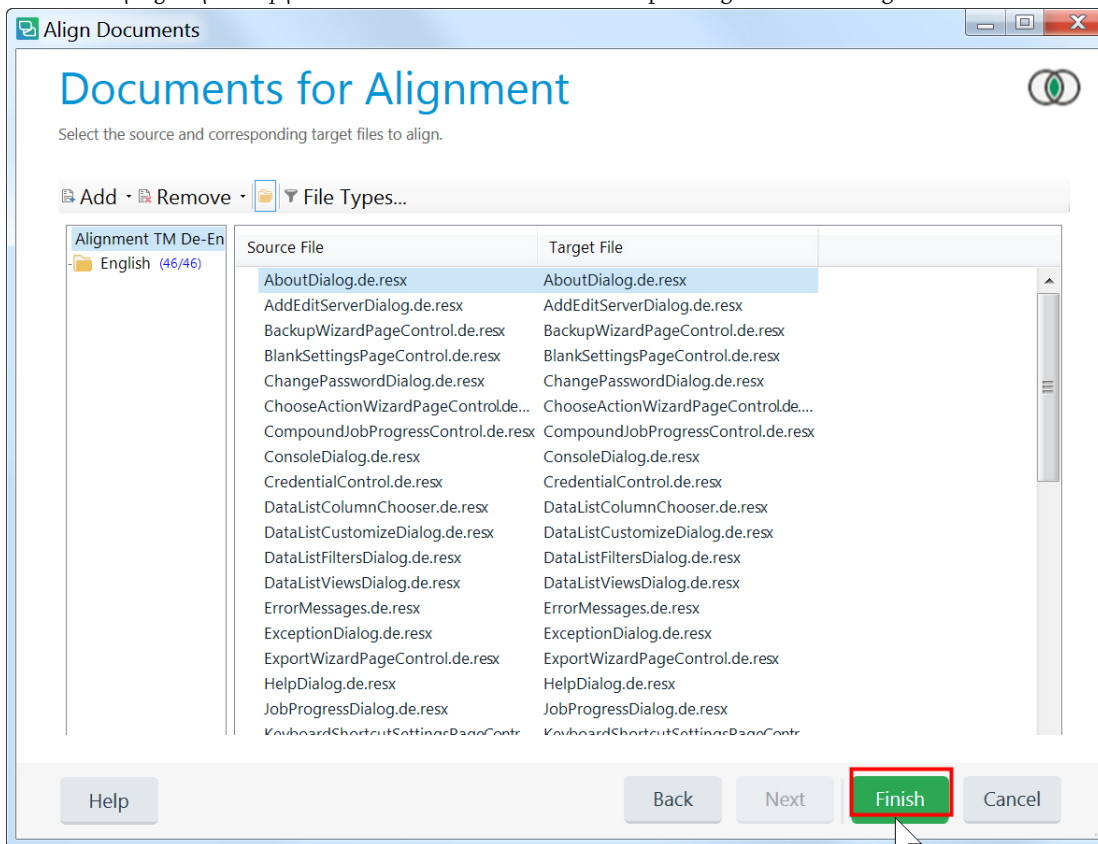 Align Documents
Documents for Alignment
Select the source and corresponding target files to align.
Add Remove File Types...
Alignment TM De-En
English (46/46)
Source File Target File
AboutDialog.de.resx AboutDialog.de.resx
AddEditServerDialog.de.resx AddEditServerDialog.de.resx
BackupWizardPageControl.de.resx BackupWizardPageControl.de.resx
BlankSettingsPageControl.de.resx BlankSettingsPageControl.de.resx
ChangePasswordDialog.de.resx ChangePasswordDialog.de.resx
ChooseActionWizardPageControl.de... ChooseActionWizardPageControl.de....
CompoundJobProgressControl.de.resx CompoundJobProgressControl.de.resx
ConsoleDialog.de.resx ConsoleDialog.de.resx
CredentialControl.de.resx CredentialControl.de.resx
DataListColumnChooser.de.resx DataListColumnChooser.de.resx
DataListCustomizeDialog.de.resx DataListCustomizeDialog.de.resx
DataListFiltersDialog.de.resx DataListFiltersDialog.de.resx
DataListViewsDialog.de.resx DataListViewsDialog.de.resx
ErrorMessages.de.resx ErrorMessages.de.resx
ExceptionDialog.de.resx ExceptionDialog.de.resx
ExportWizardPageControl.de.resx ExportWizardPageControl.de.resx
HelpDialog.de.resx HelpDialog.de.resx
JobProgressDialog.de.resx JobProgressDialog.de.resx
KeyboardShortcutSettingsPageContr KeyboardShortcutSettingsPageContr
Help Back Next Finish Cancel